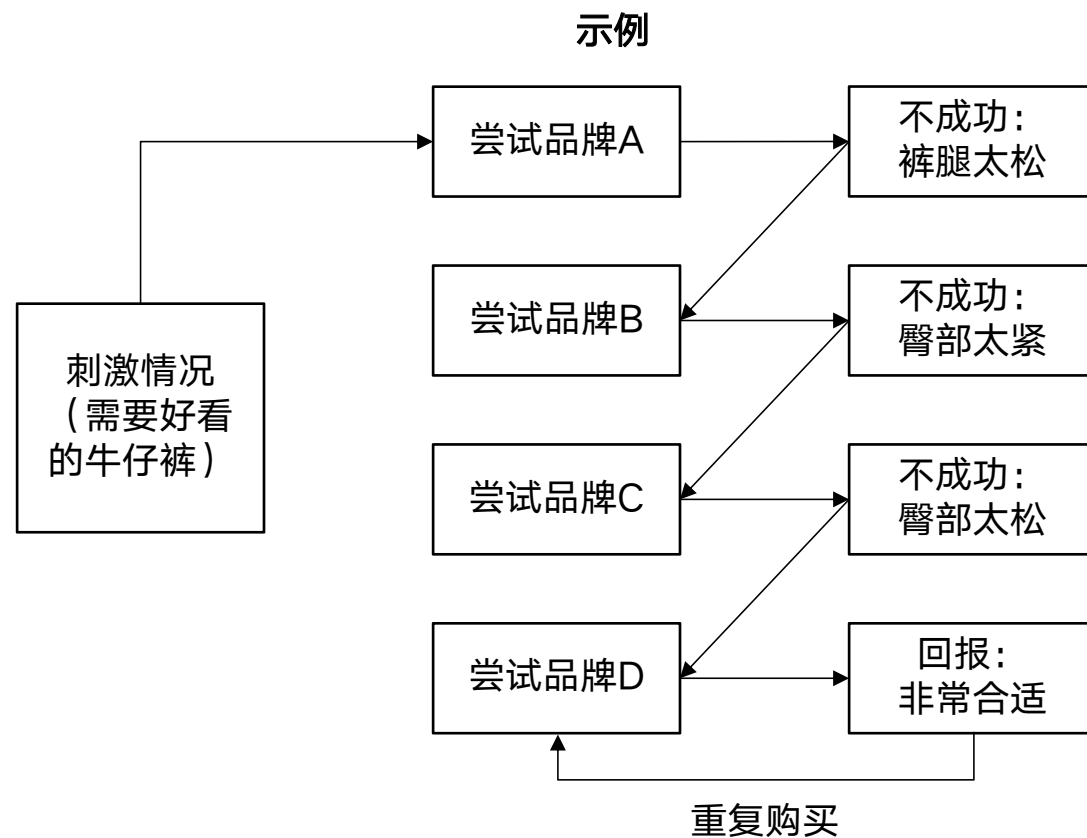 示例
尝试品牌A
不成功：
裤腿太松
尝试品牌B
不成功：
臀部太紧
刺激情况
（需要好看
的牛仔裤）
尝试品牌C
不成功：
臀部太松
尝试品牌D
回报：
非常合适
重复购买